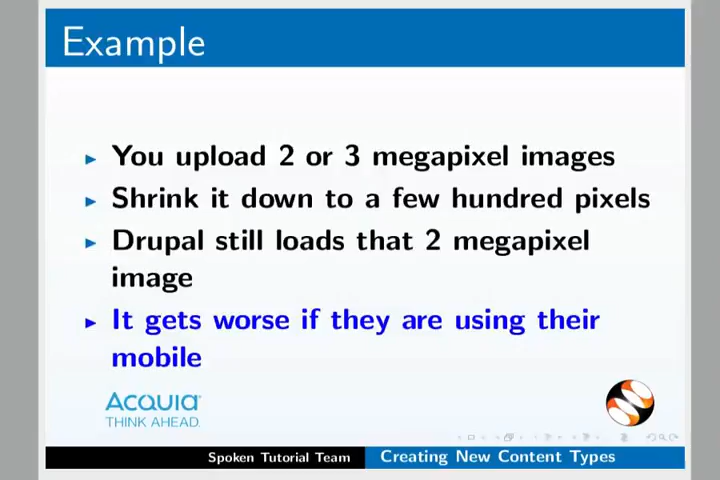 Example
You upload 2 or 3 megapixel images
Shrink it down to a few hundred pixels
Drupal still loads that 2 megapixel
image
It gets worse if they are using their
mobile
Acquia
THINK AHEAD.
Spoken Tutorial Team
Creating New Content Types